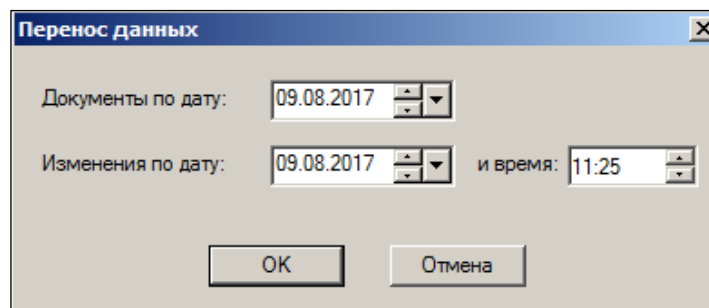 Перенос данных
Документы по дату: 09.08.2017
Изменения по дату: 09.08.2017 и время: 11:25
OK Отмена